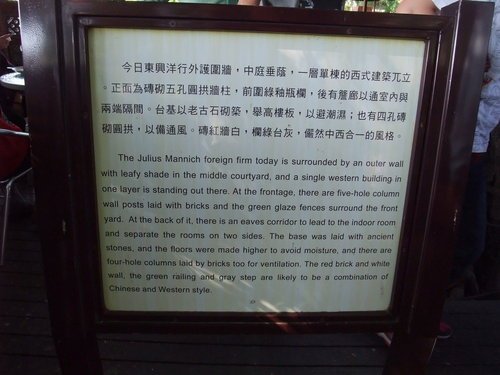 今日東興洋行外護圍牆，中庭垂蔭，一層單棟的西式建築兀立
。正面為磚砌五孔圓拱牆柱，前圍綠釉瓶欄，後有簷廊以通室內與
兩端隔間。台基以老古石砌築，舉高樓板，以避潮濕；也有四孔磚
砌圓拱，以備通風。磚紅牆白，欄綠台灰，儼然中西合一的風格。
The Julius Mannich foreign firm today is surrounded by an outer wall
with leafy shade in the middle courtyard, and a single western building in
one layer is standing out there. At the frontage, there are five-hole column
wall posts laid with bricks and the green glaze fences surround the front
yard. At the back of it, there is an eaves corridor to lead to the indoor room
and separate the rooms on two sides. The base was laid with ancient
stones, and the floors were made higher to avoid moisture, and there are
four-hole columns laid by bricks too for ventilation. The red brick and white
wall, the green railing and gray step are likely to be a combination of
Chinese and Western style.